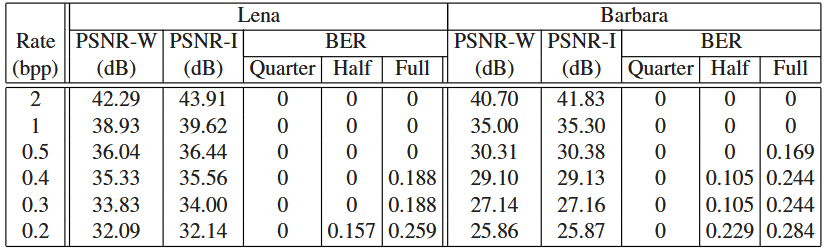 Lena Barbara
Rate PSNR-W PSNR-I BER PSNR-W PSNR-I BER
(bpp) (dB) (dB) Quarter Half Full (dB) (dB) Quarter Half Full
2 42.29 43.91 0 0 0 40.70 41.83 0 0 0
1 38.93 39.62 0 0 0 35.00 35.30 0 0 0
0.5 36.04 36.44 0 0 0 30.31 30.38 0 0 0.169
0.4 35.33 35.56 0 0 0.188 29.10 29.13 0 0.105 0.244
0.3 33.83 34.00 0 0 0.188 27.14 27.16 0 0.105 0.244
0.2 32.09 32.14 0 0.157 0.259 25.86 25.87 0 0.229 0.284